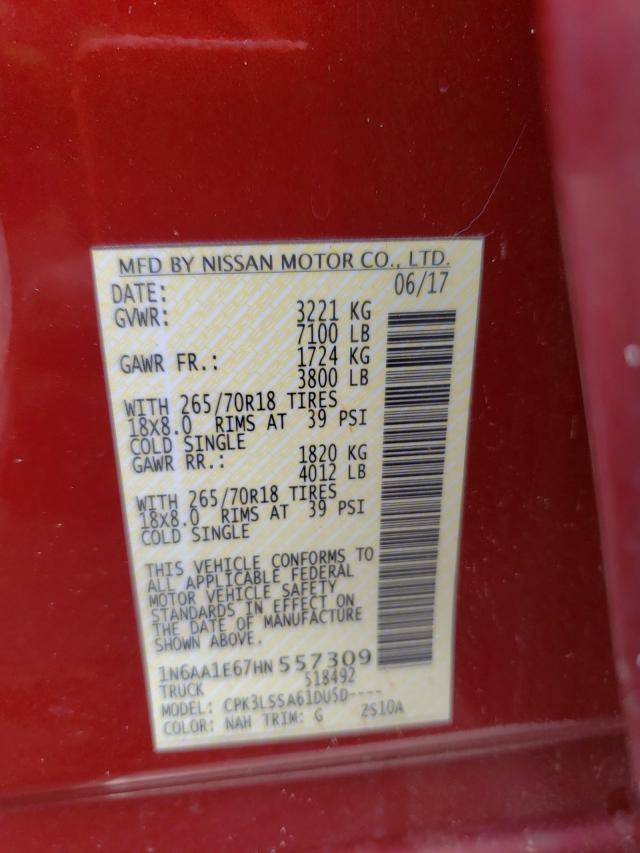 MFD BY NISSAN MOTOR CO., LTD.
DATE: 06/17
GVWR: 3221 KG
7100 LB
GAWR FR.: 1724 KG
3800 LB
WITH 265/70R18 TIRES
18X8.0 RIMS AT 39 PSI
COLD SINGLE
GAWR RR.: 1820 KG
4012 LB
WITH 265/70R18 TIRES
18X8.0 RIMS AT 39 PSI
COLD SINGLE
THIS VEHICLE CONFORMS TO
ALL APPLICABLE FEDERAL
MOTOR VEHICLE SAFETY
STANDARDS IN EFFECT ON
THE DATE OF MANUFACTURE
SHOWN ABOVE.
1N6AA1E67HN 557309
TRUCK 518492
MODEL: CPK3LSSA61DU5D----
COLOR: NAH TRIM: G 2S10A